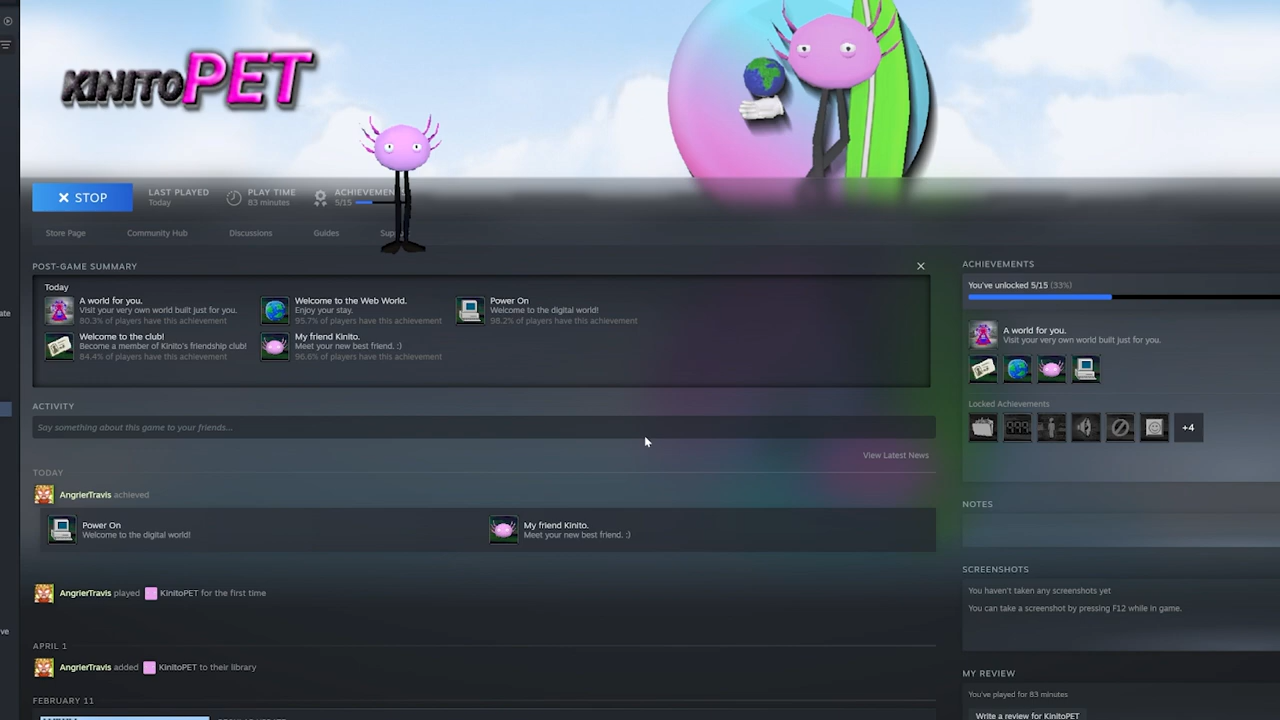 KINITOPET
STOP
LAST PLAYED
Today
PLAY TIME
83 minutes
ACHIEVEMEN
5/15
Store Page
Community Hub
Discussions
Guides
POST-GAME SUMMARY
Today
A world for you.
Visit your very own world built just for you.
80.3% of players have this achievement
Welcome to the Web World.
Enjoy your stay.
95.7% of players have this achievement
Power On
Welcome to the digital world!
98.2% of players have this achievement
Welcome to the club!
Become a member of Kinito's friendship club!
84.4% of players have this achievement
My friend Kinito.
Meet your new best friend. :)
96.6% of players have this achievement
ACTIVITY
Say something about this game to your friends...
View Latest News
TODAY
AngrierTravis achieved
Power On
Welcome to the digital world!
My friend Kinito.
Meet your new best friend. :)
AngrierTravis played KinitoPET for the first time
APRIL 1
AngrierTravis added KinitoPET to their library
FEBRUARY 11
ACHIEVEMENTS
You've unlocked 5/15 (33%)
A world for you.
Visit your very own world built just for you.
Locked Achievements
999
+4
NOTES
SCREENSHOTS
You haven't taken any screenshots yet
You can take a screenshot by pressing F12 while in game.
MY REVIEW
You've played for 83 minutes
Write a review for KinitoPET